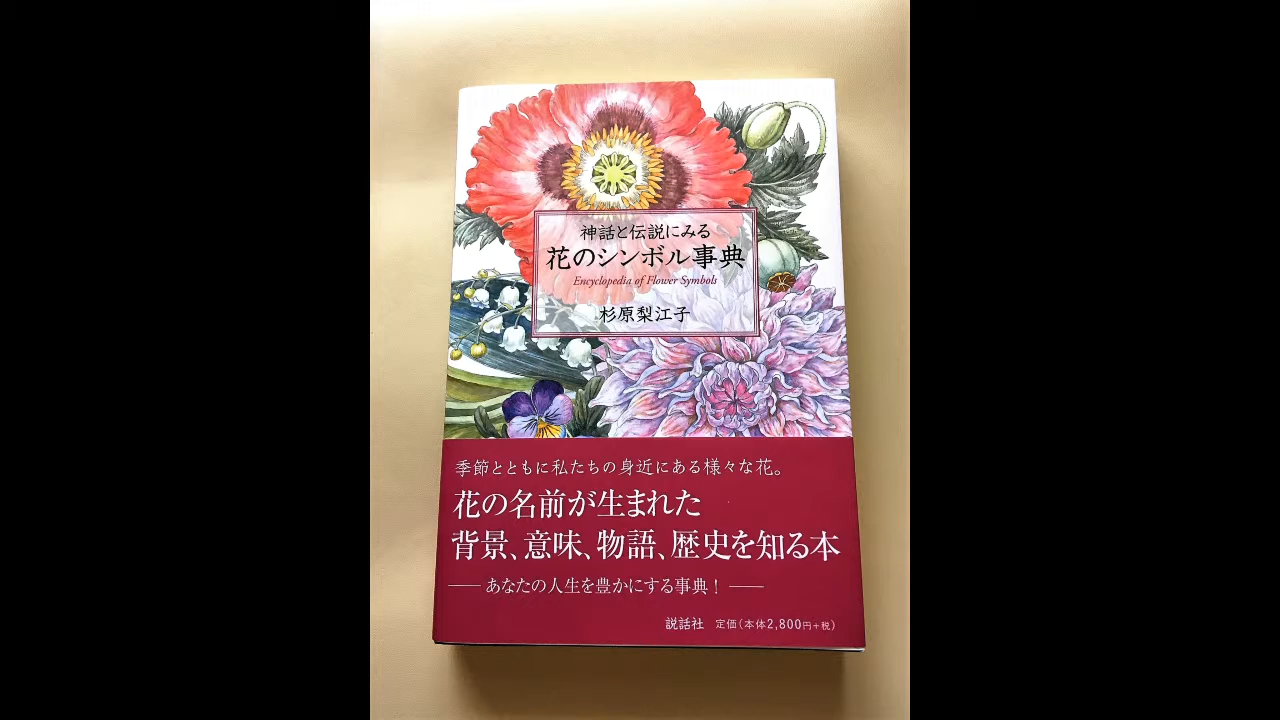 神話と伝説にみる
花のシンボル事典
Encyclopedia of Flower Symbols
杉原梨江子
季節とともに私たちの身近にある様々な花。
花の名前が生まれた
背景、意味、物語、歴史を知る本
――あなたの人生を豊かにする事典！――
説話社 定価(本体2,800円+税)